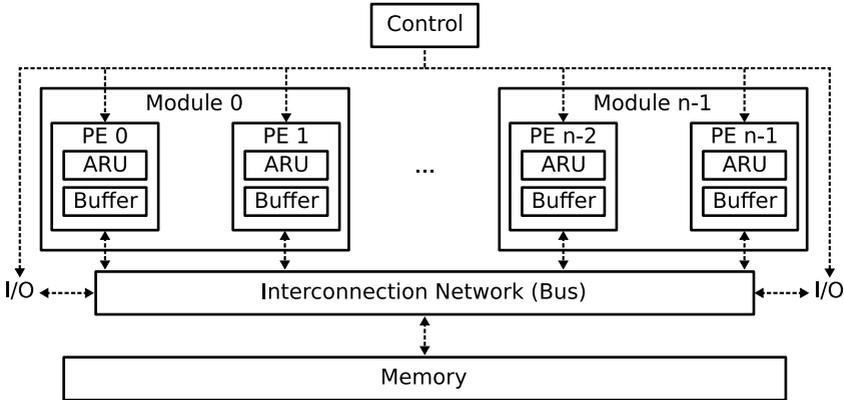 Control
Module 0
Module n-1
PE 0
PE 1
PE n-2
PE n-1
ARU
ARU
ARU
ARU
...
Buffer
Buffer
Buffer
Buffer
I/O
Interconnection Network (Bus)
I/O
Memory